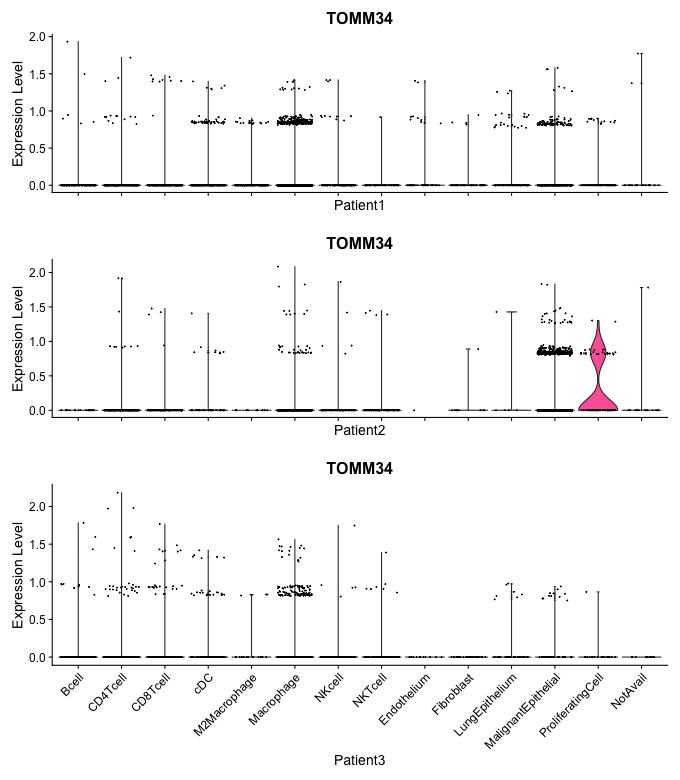 TOMM34
Expression Level
2.0
1.5
1.0
0.5
0.0
Patient1
TOMM34
Expression Level
2.0
1.5
1.0
0.5
0.0
Patient2
TOMM34
Expression Level
2.0
1.5
1.0
0.5
0.0
Bcell
CD4Tcell
CD8Tcell
cDC
M2Macrophage
Macrophage
NKcell
NKTcell
Endothelium
Fibroblast
LungEpithelium
MalignantEpithelial
ProliferatingCell
NotAvail
Patient3